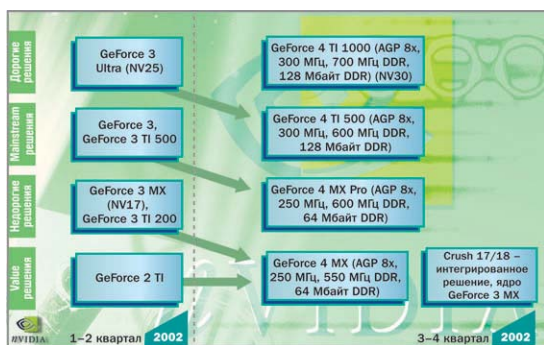 Дорогие
решения
GeForce 3
Ultra (NV25)
GeForce 4 TI 1000 (AGP 8x,
300 МГц, 700 МГц DDR,
128 Мбайт DDR) (NV30)
Mainstream
решения
GeForce 3,
GeForce 3 TI 500
GeForce 4 TI 500 (AGP 8x,
300 МГц, 600 МГц DDR,
128 Мбайт DDR)
Недорогие
решения
GeForce 3 MX
(NV17),
GeForce 3 TI 200
GeForce 4 MX Pro (AGP 8x,
250 МГц, 600 МГц DDR,
64 Мбайт DDR)
Value
решения
GeForce 2 TI
GeForce 4 MX (AGP 8x,
250 МГц, 550 МГц DDR,
64 Мбайт DDR)
Crush 17/18 –
интегрированное
решение, ядро
GeForce 3 MX
nVIDIA
nVIDIA
1–2 квартал 2002
3–4 квартал 2002